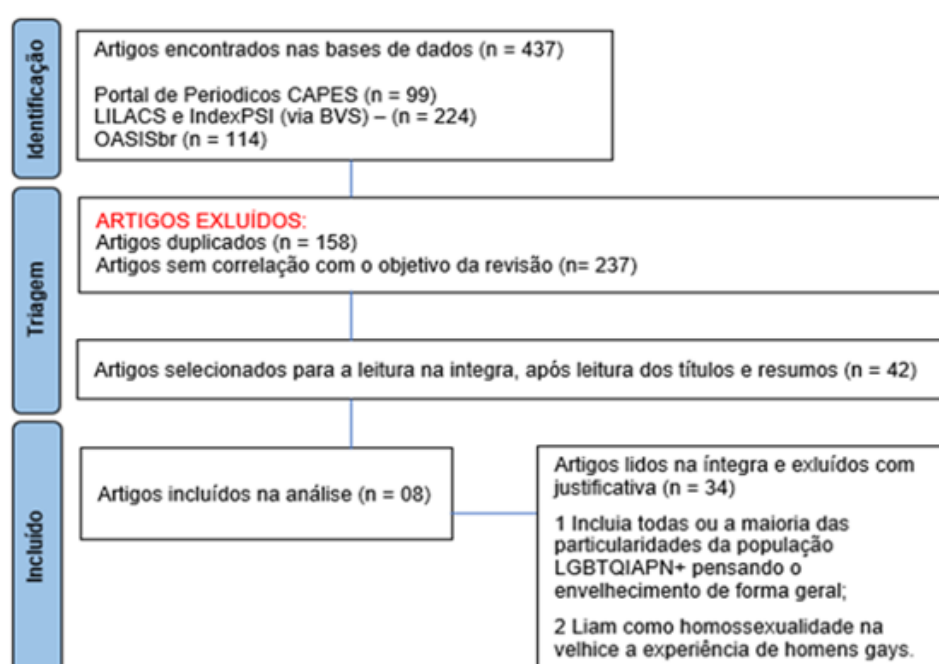 Identificação
Artigos encontrados nas bases de dados (n = 437)
Portal de Periodicos CAPES (n = 99)
LILACS e IndexPSI (via BVS) – (n = 224)
OASISbr (n = 114)
Triagem
ARTIGOS EXLUÍDOS:
Artigos duplicados (n = 158)
Artigos sem correlação com o objetivo da revisão (n= 237)
Artigos selecionados para a leitura na integra, após leitura dos títulos e resumos (n = 42)
Incluído
Artigos incluídos na análise (n = 08)
Artigos lidos na íntegra e exluídos com
justificativa (n = 34)
1 Incluia todas ou a maioria das
particularidades da população
LGBTQIAPN+ pensando o
envelhecimento de forma geral;
2 Liam como homossexualidade na
velhice a experiência de homens gays.